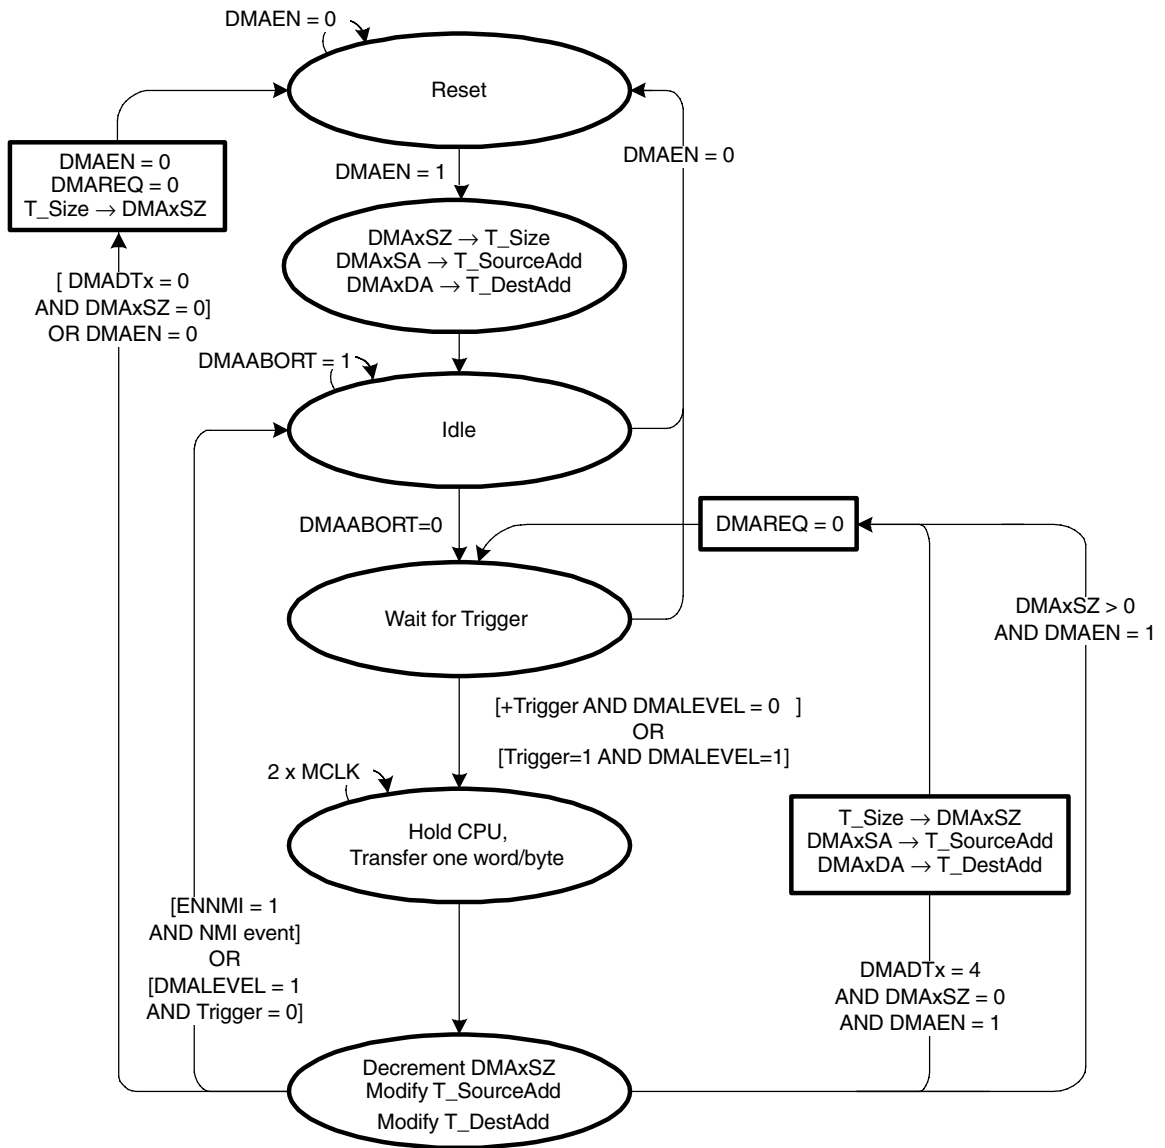 DMAEN = 0
Reset
DMAEN = 0
DMAREQ = 0
T_Size → DMAxSZ
DMAEN = 1
DMAEN = 0
DMAxSZ → T_Size
DMAxSA → T_SourceAdd
DMAxDA → T_DestAdd
[ DMADTx = 0
AND DMAxSZ = 0]
OR DMAEN = 0
DMAABORT = 1
Idle
DMAABORT=0
DMAREQ = 0
Wait for Trigger
DMAxSZ > 0
AND DMAEN = 1
[+Trigger AND DMALEVEL = 0 ]
OR
[Trigger=1 AND DMALEVEL=1]
2 x MCLK
Hold CPU,
Transfer one word/byte
T_Size → DMAxSZ
DMAxSA → T_SourceAdd
DMAxDA → T_DestAdd
[ENNMI = 1
AND NMI event]
OR
[DMALEVEL = 1
AND Trigger = 0]
DMADTx = 4
AND DMAxSZ = 0
AND DMAEN = 1
Decrement DMAxSZ
Modify T_SourceAdd
Modify T_DestAdd